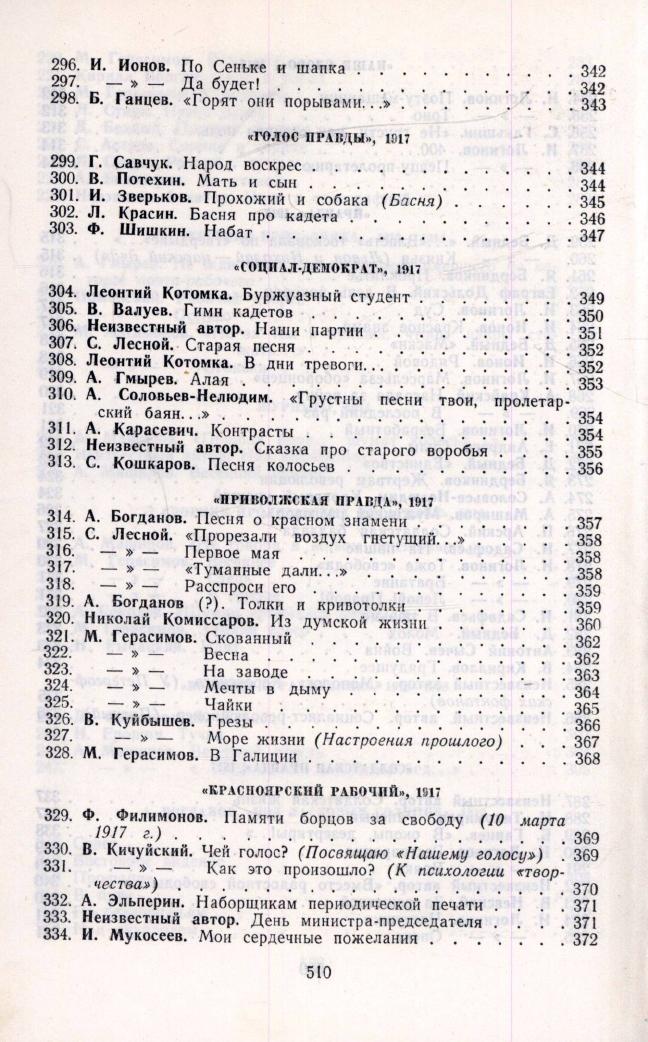 296. И. Ионов. По Сеньке и шапка . . . . . . . . . . 342
297. — » — Да будет! . . . . . . . . . . . . 342
298. Б. Ганцев. «Горят они порывами...» . . . . . . . 343
«ГОЛОС ПРАВДЫ», 1917
299. Г. Савчук. Народ воскрес . . . . . . . . . . . 344
300. В. Потехин. Мать и сын . . . . . . . . . . . 344
301. И. Зверьков. Прохожий и собака (Басня) . . . . . 345
302. Л. Красин. Басня про кадета . . . . . . . . . . 346
303. Ф. Шишкин. Набат . . . . . . . . . . . . . 347
«СОЦИАЛ-ДЕМОКРАТ», 1917
304. Леонтий Котомка. Буржуазный студент . . . . . . 349
305. В. Валуев. Гимн кадетов . . . . . . . . . . . 350
306. Неизвестный автор. Наши партии . . . . . . . . 351
307. С. Лесной. Старая песня . . . . . . . . . . . 352
308. Леонтий Котомка. В дни тревоги... . . . . . . . 352
309. А. Гмырев. Алая . . . . . . . . . . . . . . 353
310. А. Соловьев-Нелюдим. «Грустны песни твои, пролетар-
ский баян...» . . . . . . . . . . . . . . . 354
311. А. Карасевич. Контрасты . . . . . . . . . . . 354
312. Неизвестный автор. Сказка про старого воробья . . . 355
313. С. Кошкаров. Песня колосьев . . . . . . . . . 356
«ПРИВОЛЖСКАЯ ПРАВДА», 1917
314. А. Богданов. Песня о красном знамени . . . . . . 357
315. С. Лесной. «Прорезали воздух гнетущий...» . . . . 358
316. — » — Первое мая . . . . . . . . . . . 358
317. — » — «Туманные дали...» . . . . . . . . 358
318. — » — Расспроси его . . . . . . . . . . 359
319. А. Богданов (?). Толки и кривотолки . . . . . . 359
320. Николай Комиссаров. Из думской жизни . . . . . 360
321. М. Герасимов. Скованный . . . . . . . . . . . 362
322. — » — Весна . . . . . . . . . . . . 362
323. — » — На заводе . . . . . . . . . . 363
324. — » — Мечты в дыму . . . . . . . . . 364
325. — » — Чайки . . . . . . . . . . . . 365
326. В. Куйбышев. Грезы . . . . . . . . . . . . 366
327. — » — Море жизни (Настроения прошлого) . . . 367
328. М. Герасимов. В Галиции . . . . . . . . . . . 368
«КРАСНОЯРСКИЙ РАБОЧИЙ», 1917
329. Ф. Филимонов. Памяти борцов за свободу (10 марта
1917 г.) . . . . . . . . . . . . . . . . . 369
330. В. Кичуйский. Чей голос? (Посвящаю «Нашему голосу») 369
331. — » — Как это произошло? (К психологии «твор-
чества») . . . . . . . . . . . . . . . . . 370
332. А. Эльперин. Наборщикам периодической печати . . . 371
333. Неизвестный автор. День министра-председателя . . . 371
334. И. Мукосеев. Мои сердечные пожелания . . . . . . 372
510